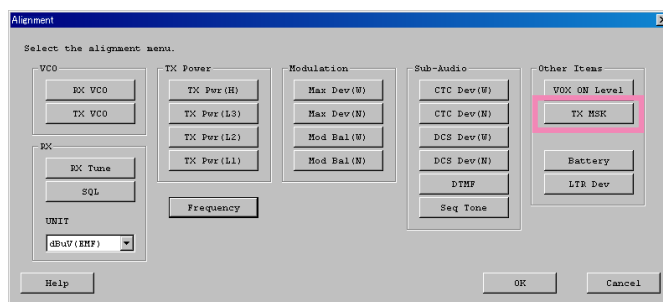 Alignment
Select the alignment menu.
VCO
RX VCO
TX VCO
RX
RX Tune
SQL
UNIT
dBuV(EMF)
TX Power
TX Pwr(H)
TX Pwr(L3)
TX Pwr(L2)
TX Pwr(L1)
Frequency
Modulation
Max Dev(W)
Max Dev(N)
Mod Bal(W)
Mod Bal(N)
Sub-Audio
CTC Dev(W)
CTC Dev(N)
DCS Dev(W)
DCS Dev(N)
DTMF
Seq Tone
Other Items
VOX ON Level
TX MSK
Battery
LTR Dev
Help
OK
Cancel